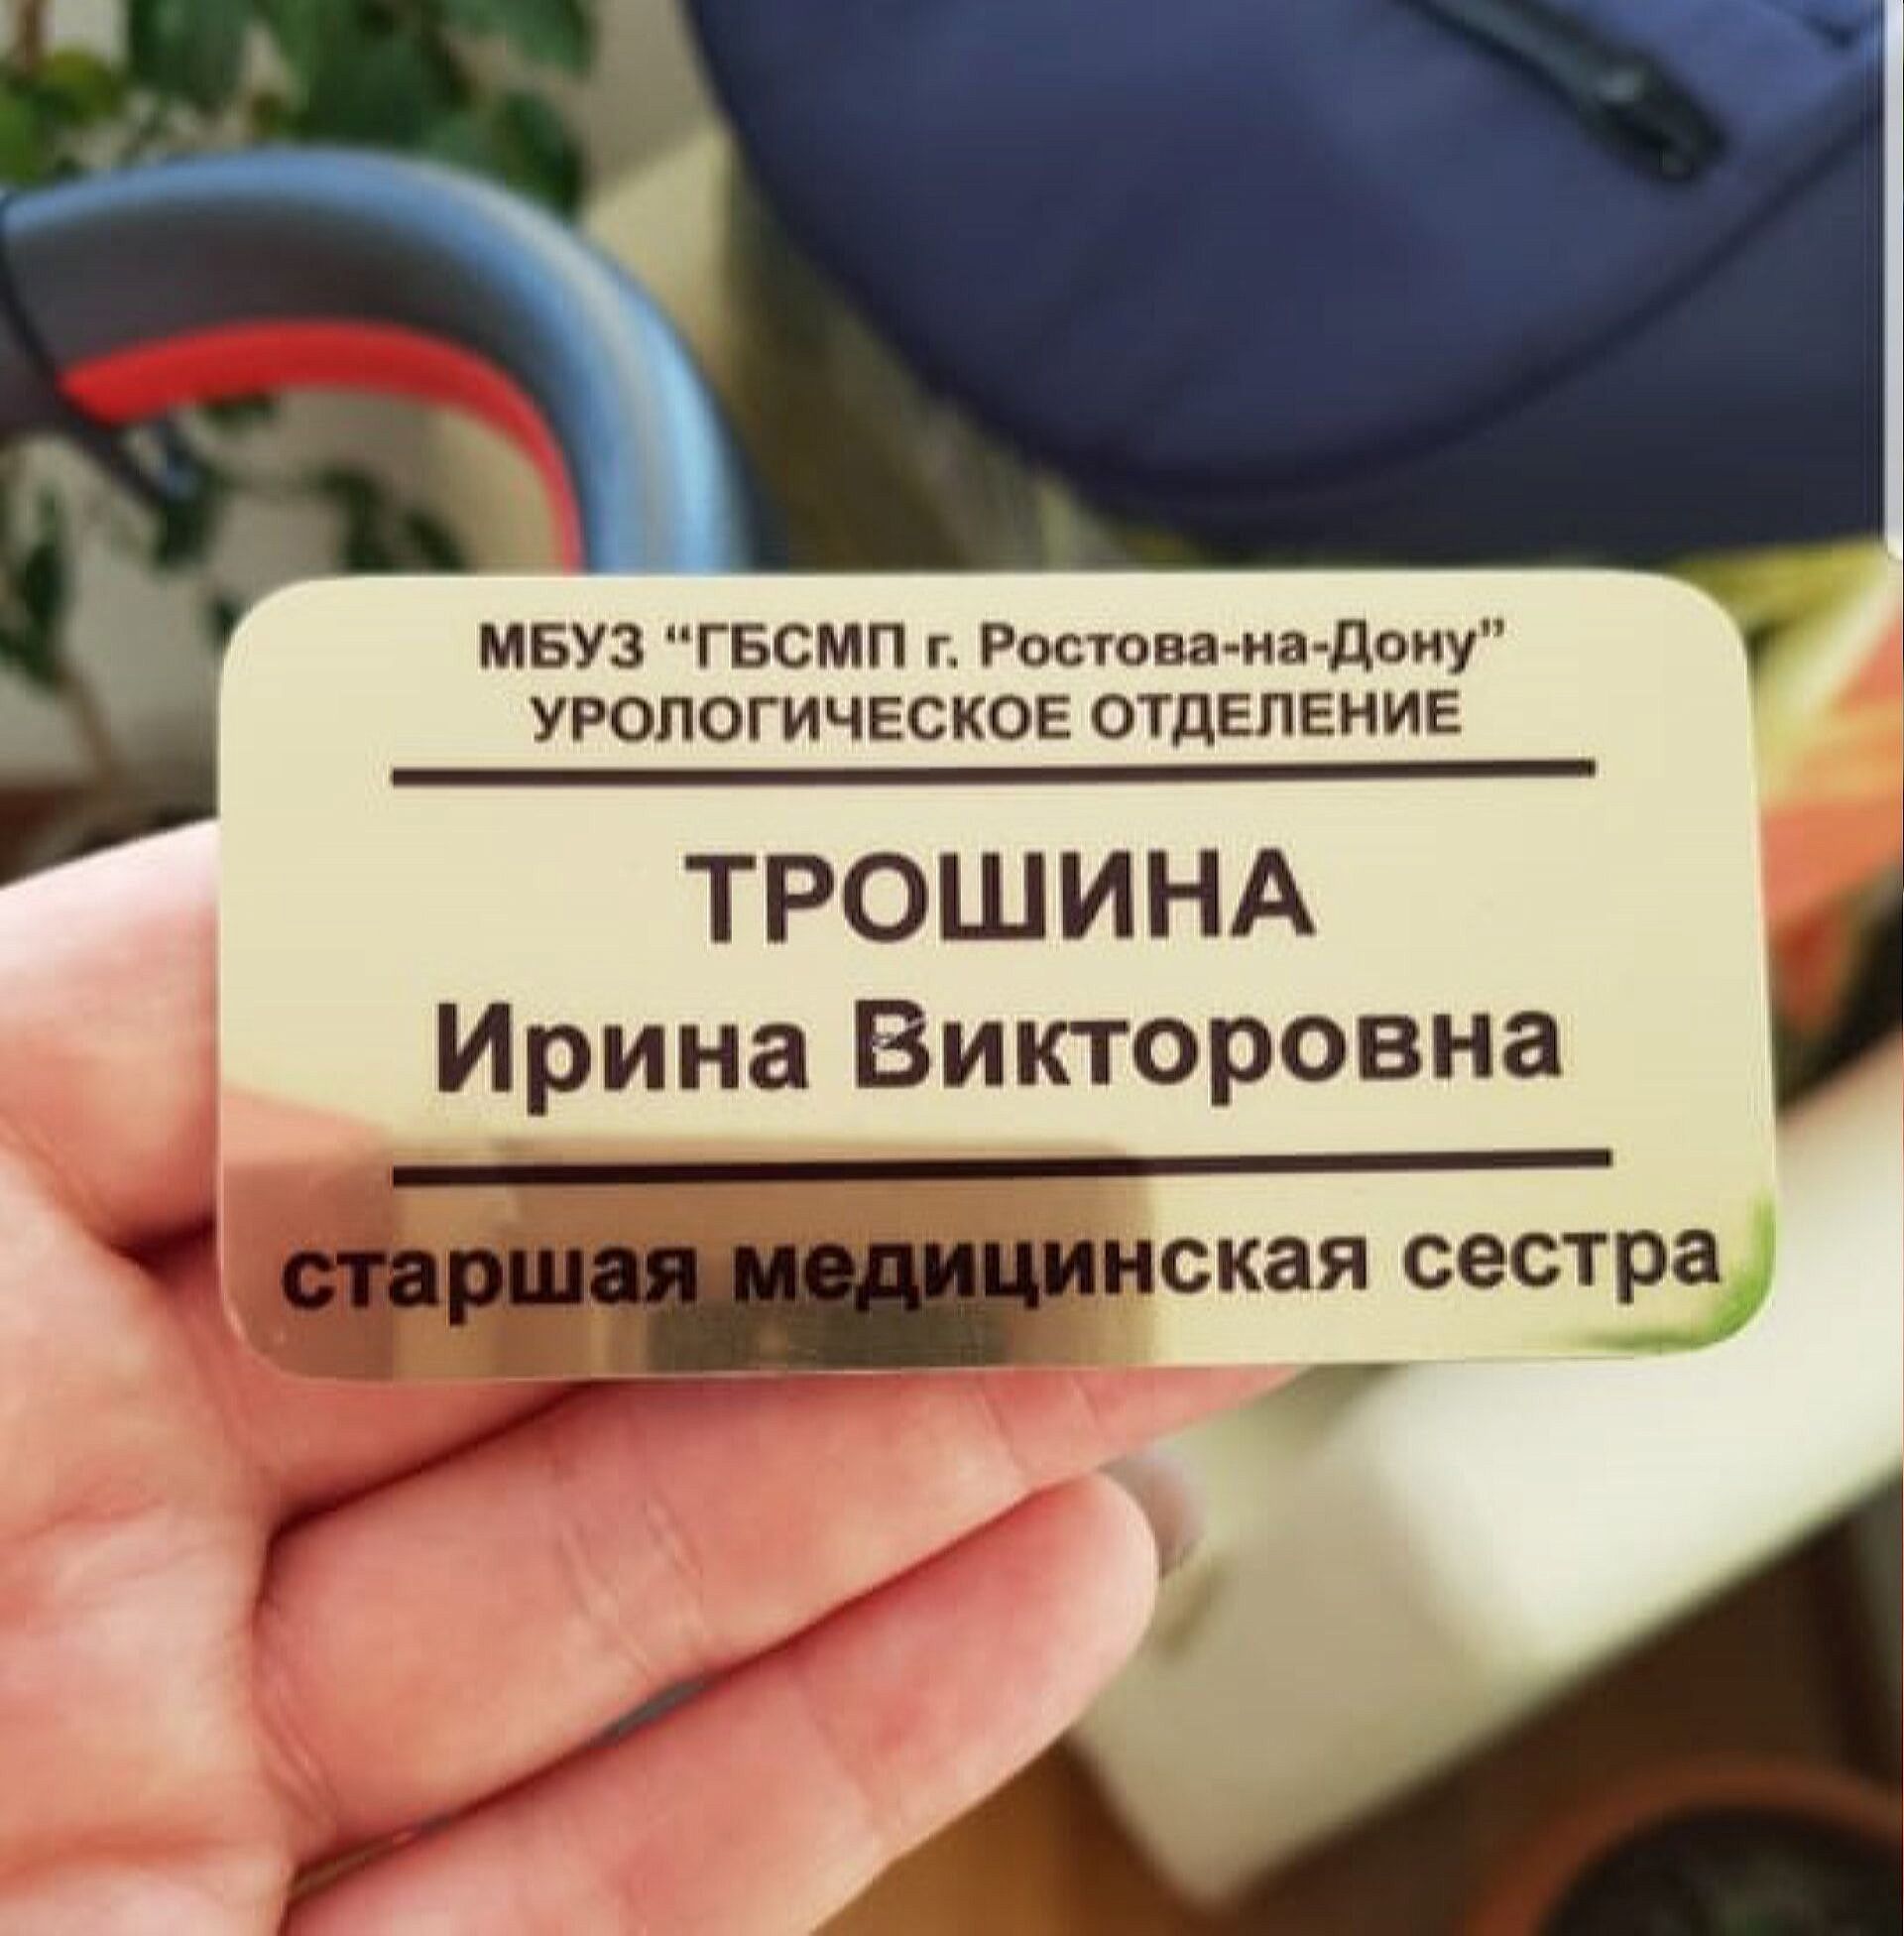 МБУЗ “ГБСМП г. Ростова-на-Дону”
УРОЛОГИЧЕСКОЕ ОТДЕЛЕНИЕ
ТРОШИНА
Ирина Викторовна
старшая медицинская сестра